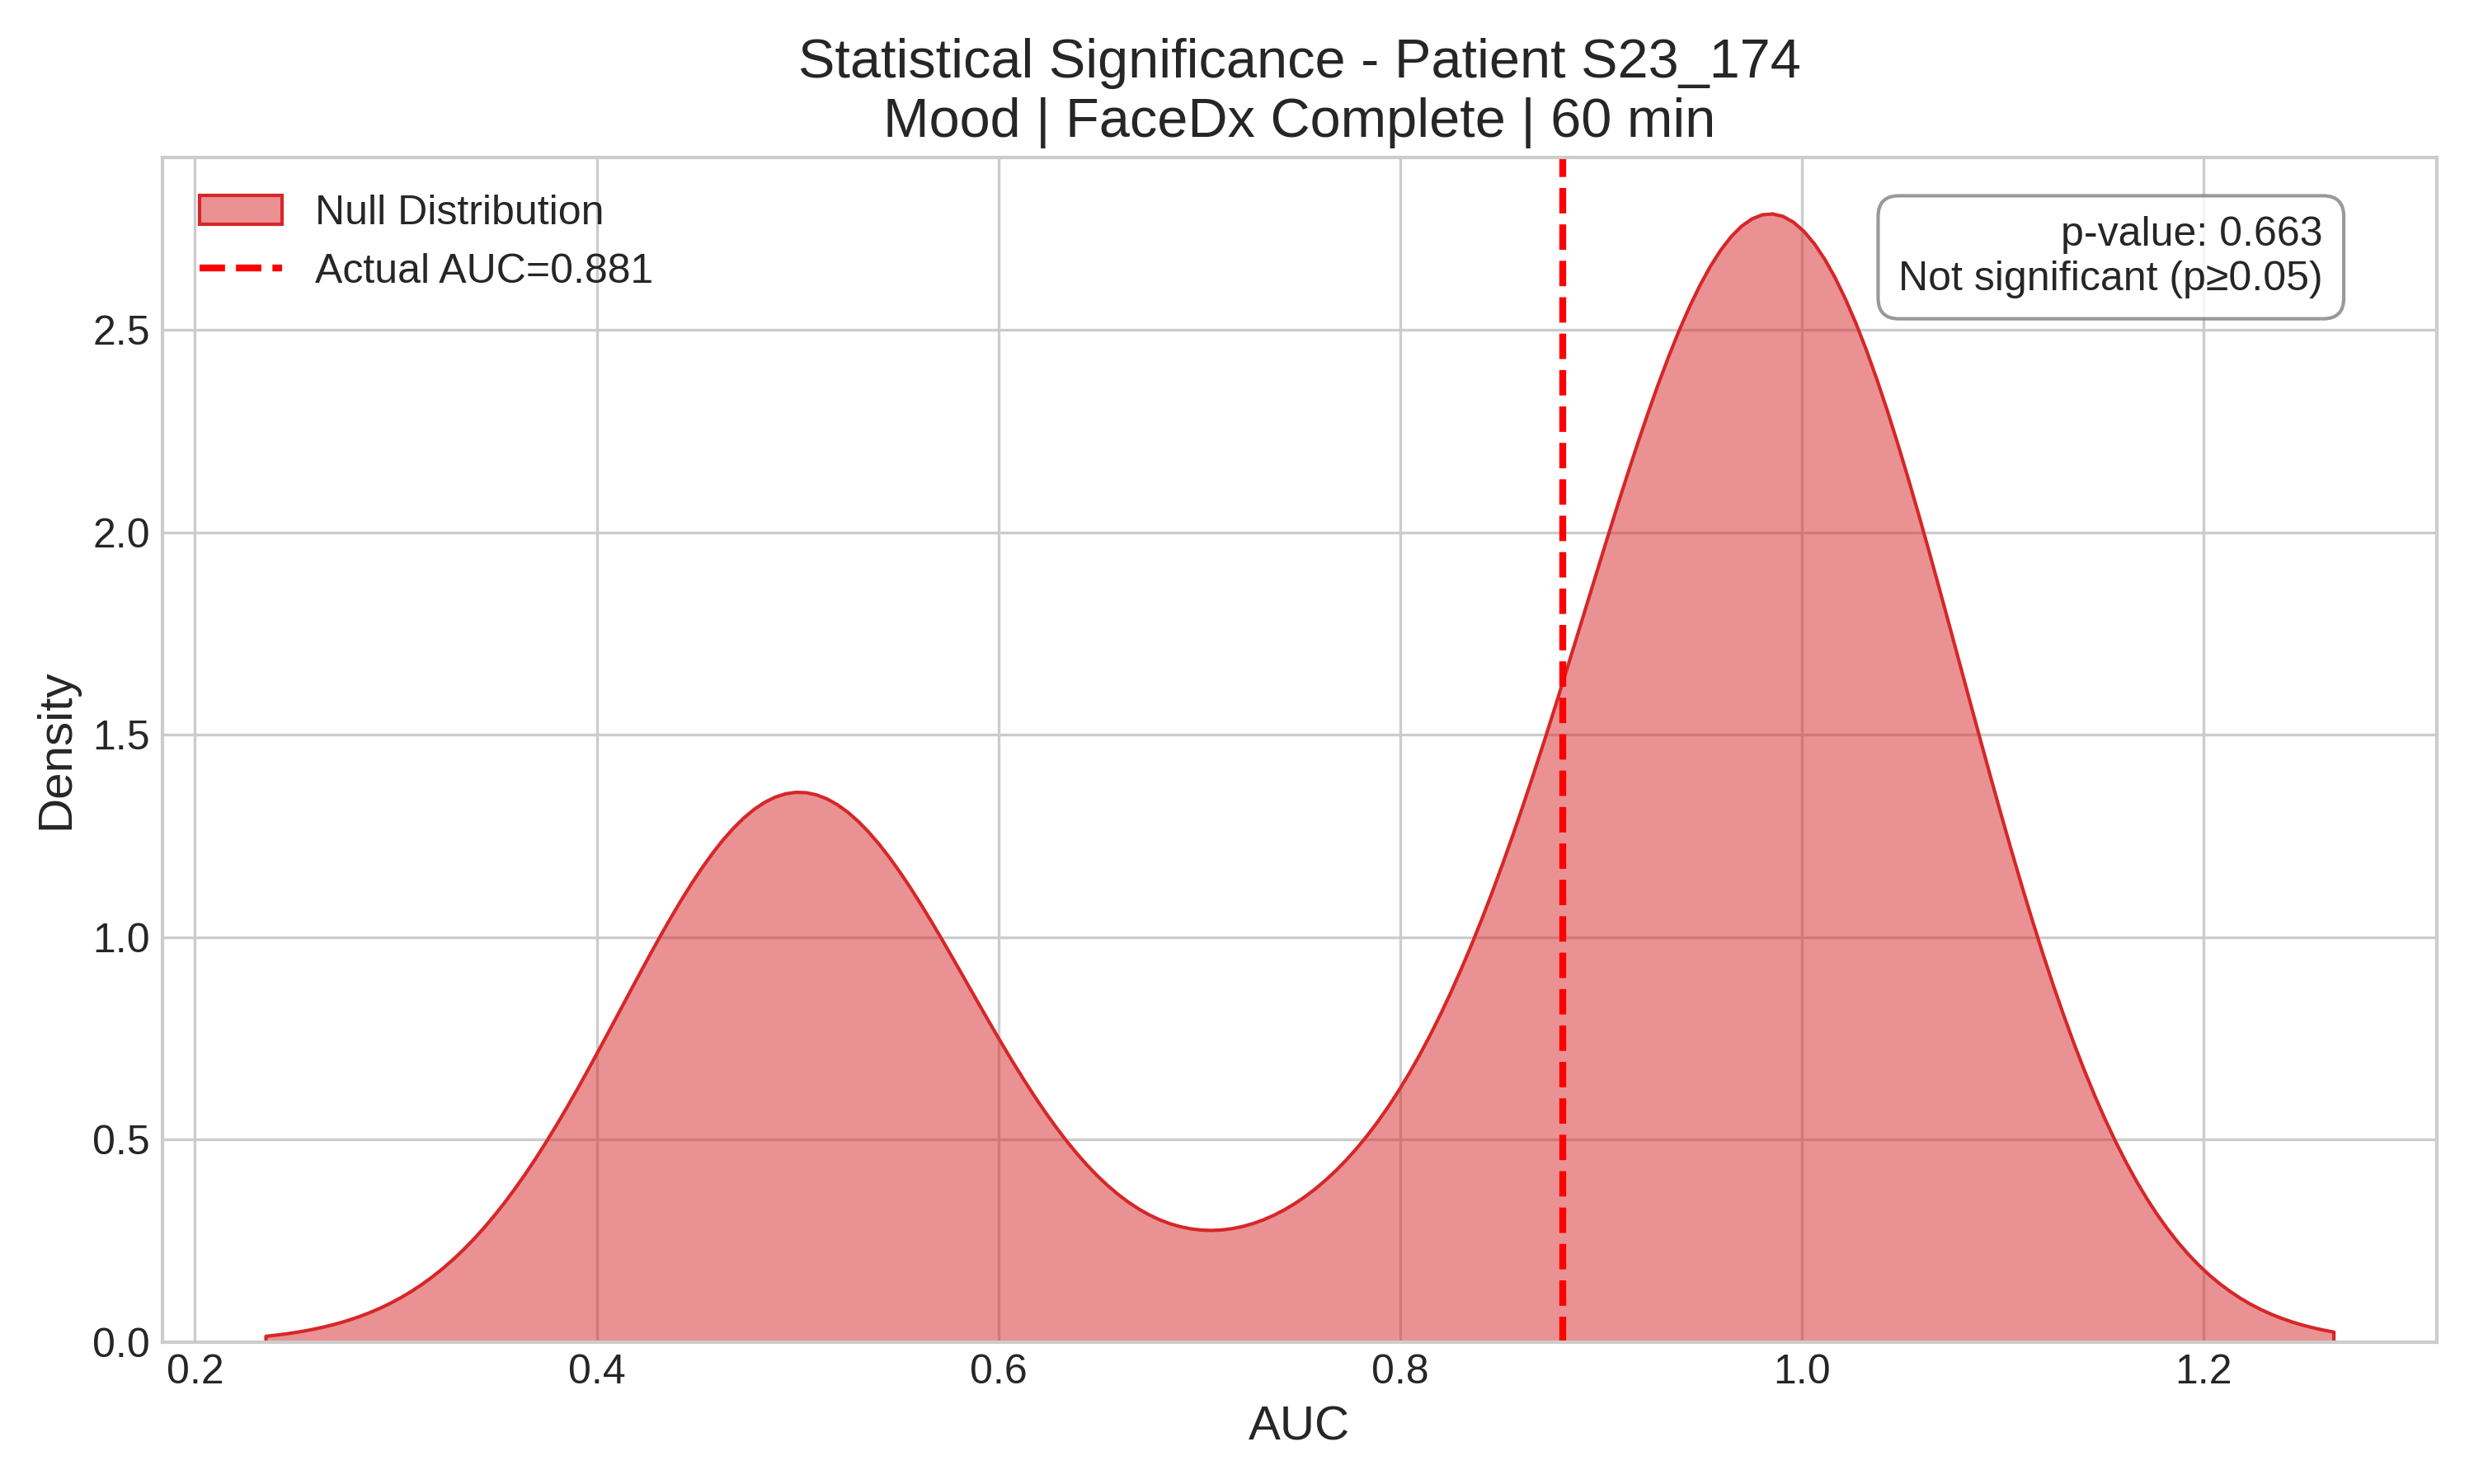 Statistical Significance - Patient S23_174
Mood | FaceDx Complete | 60 min
Null Distribution
Actual AUC=0.881
p-value: 0.663
Not significant (p≥0.05)
Density
2.5
2.0
1.5
1.0
0.5
0.0
0.2 0.4 0.6 0.8 1.0 1.2
AUC